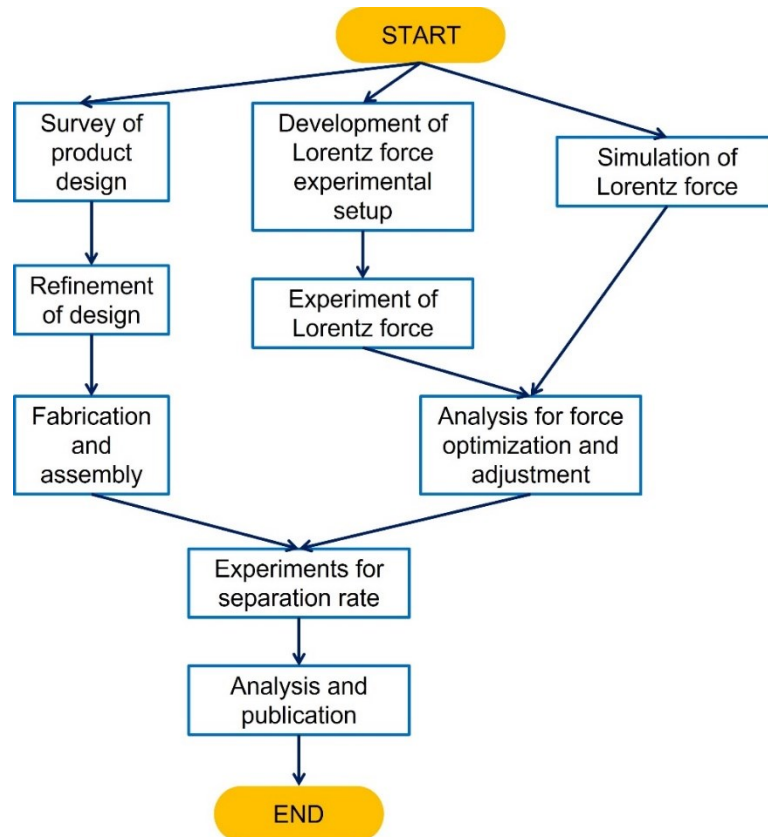 START
Survey of
product
design
Development of
Lorentz force
experimental
setup
Simulation of
Lorentz force
Refinement
of design
Experiment of
Lorentz force
Fabrication
and
assembly
Analysis for force
optimization and
adjustment
Experiments for
separation rate
Analysis and
publication
END